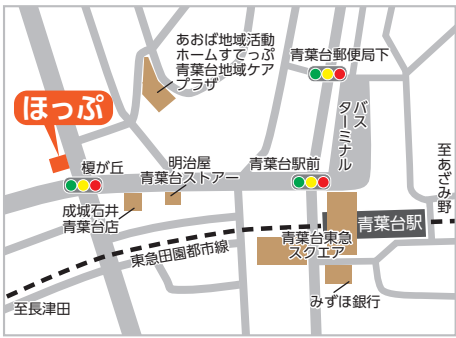 あおば地域活動
ホームすてっぷ
青葉台地域ケア
プラザ
青葉台郵便局下
バス
ターミナル
ほっぷ
榎が丘
明治屋
青葉台ストアー
青葉台駅前
至あざみ野
成城石井
青葉台店
青葉台駅
青葉台東急
スクエア
東急田園都市線
みずほ銀行
至長津田